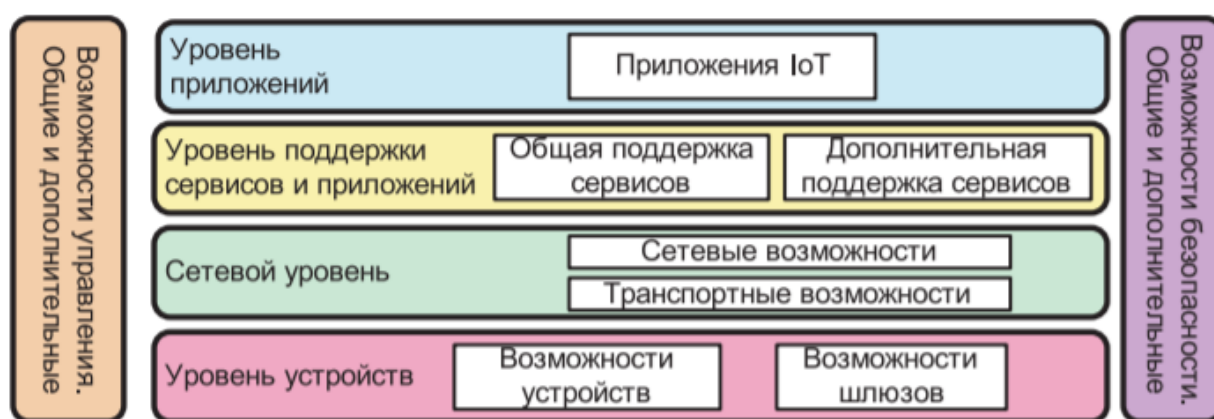 Возможности управления.
Общие и дополнительные
Уровень
приложений
Приложения IoT
Уровень поддержки
сервисов и приложений
Общая поддержка
сервисов
Дополнительная
поддержка сервисов
Сетевой уровень
Сетевые возможности
Транспортные возможности
Уровень устройств
Возможности
устройств
Возможности
шлюзов
Возможности безопасности.
Общие и дополнительные